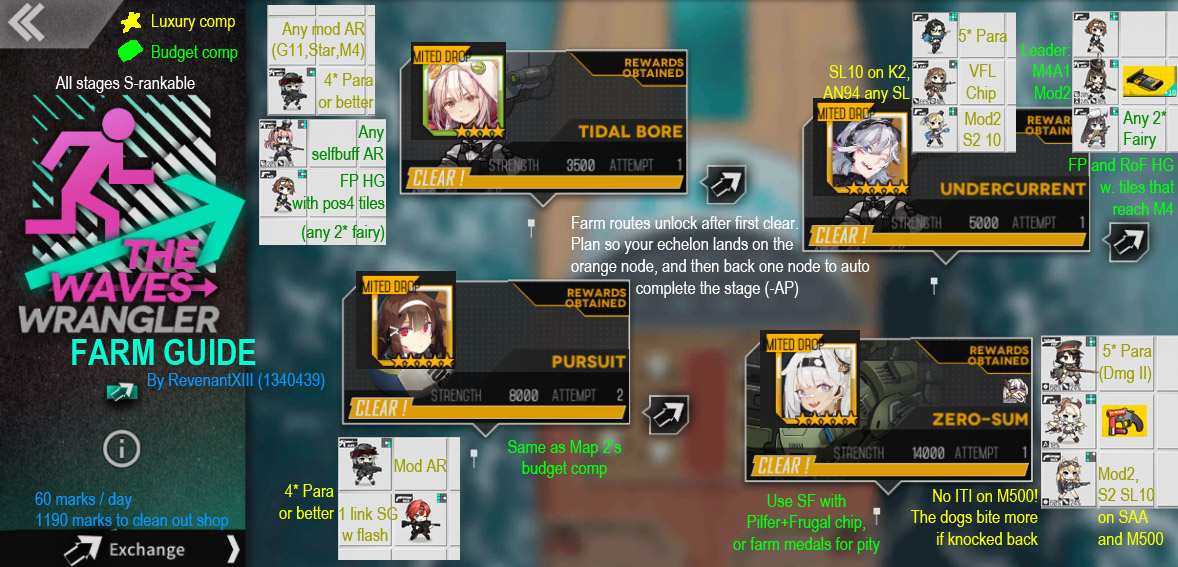 Luxury comp
Budget comp
All stages S-rankable
THE
WAVES
WRANGLER
FARM GUIDE
By RevenantXIII (1340439)
60 marks / day
1190 marks to clean out shop
Exchange
Any mod AR
(G11,Star,M4)
4* Para
or better
Any
selfbuff AR
FP HG
with pos4 tiles
(any 2* fairy)
MITED DROP
REWARDS
OBTAINED
TIDAL BORE
STRENGTH 3500 ATTEMPT 1
CLEAR !
SL10 on K2,
AN94 any SL
5* Para
VFL
Chip
Mod2
S2 10
Leader:
M4A1
Mod2
Any 2*
Fairy
FP and RoF HG
w. tiles that
reach M4
MITED DROP
REWAR
OBTAIN
UNDERCURRENT
STRENGTH 5000 ATTEMPT 1
CLEAR !
Farm routes unlock after first clear.
Plan so your echelon lands on the
orange node, and then back one node to auto
complete the stage (-AP)
MITED DROP
REWARDS
OBTAINED
PURSUIT
STRENGTH 8000 ATTEMPT 2
CLEAR !
Same as Map 2's
budget comp
4* Para
or better
Mod AR
1 link SG
w flash
MITED DROP
REWARDS
OBTAINED
ZERO-SUM
STRENGTH 14000 ATTEMPT 1
CLEAR !
Use SF with
Pilfer+Frugal chip,
or farm medals for pity
No ITI on M500!
The dogs bite more
if knocked back
5* Para
(Dmg II)
Mod2,
S2 SL10
on SAA
and M500